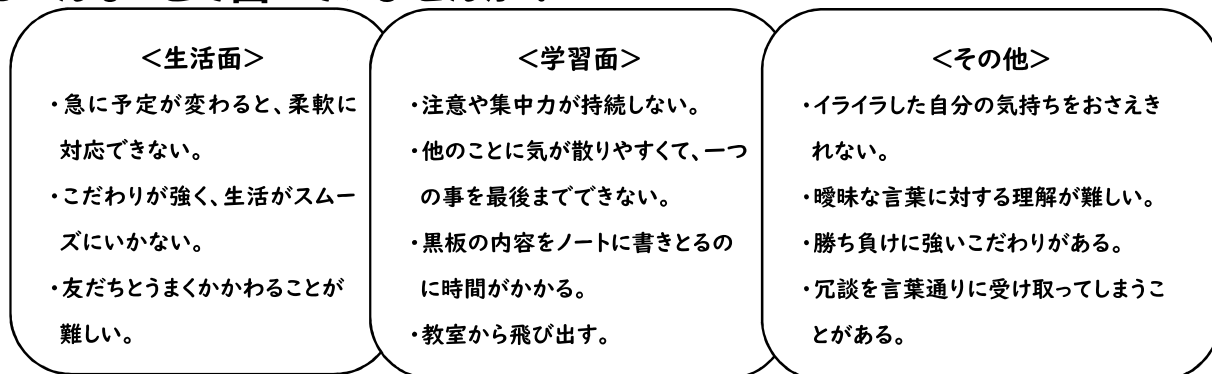 ＜生活面＞
・急に予定が変わると、柔軟に
対応できない。
・こだわりが強く、生活がスムー
ズにいかない。
・友だちとうまくかかわることが
難しい。
＜学習面＞
・注意や集中力が持続しない。
・他のことに気が散りやすくて、一つ
の事を最後までできない。
・黒板の内容をノートに書きとるの
に時間がかかる。
・教室から飛び出す。
＜その他＞
・イライラした自分の気持ちをおさえき
れない。
・曖昧な言葉に対する理解が難しい。
・勝ち負けに強いこだわりがある。
・冗談を言葉通りに受け取ってしまうこ
とがある。